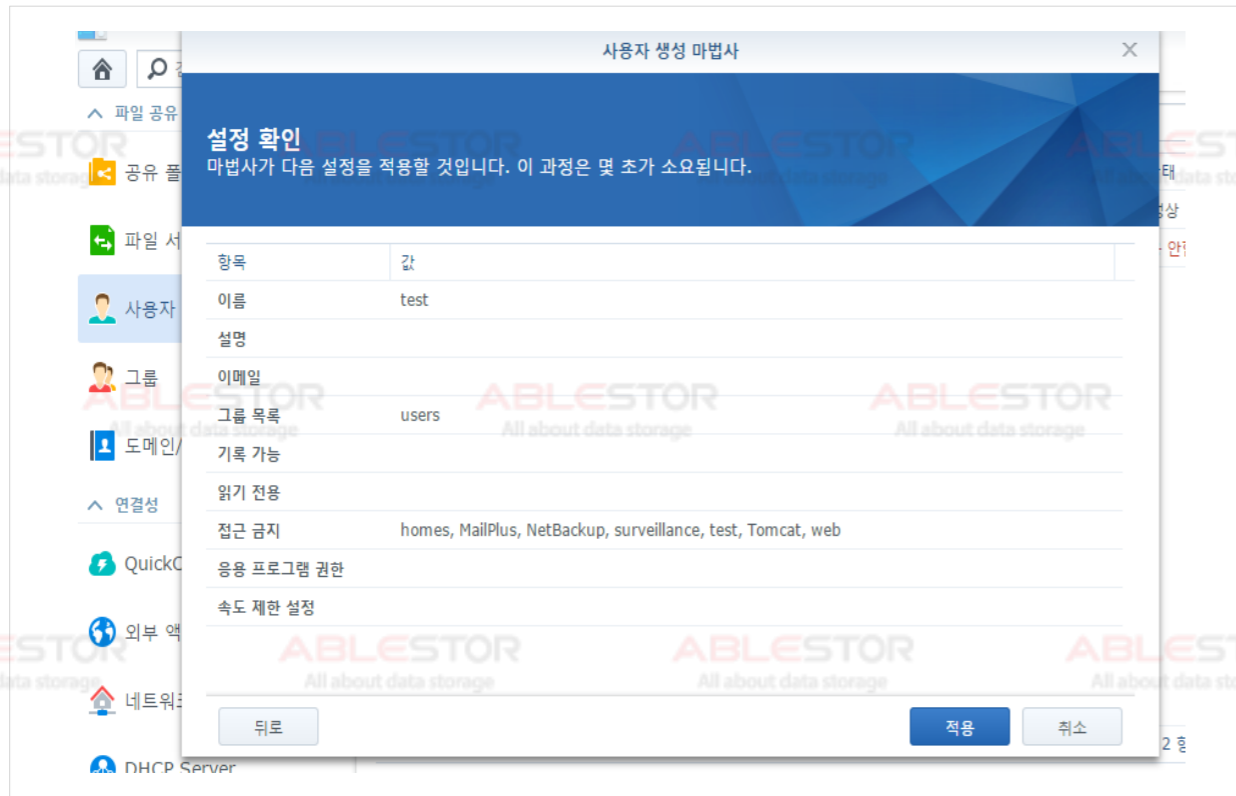 사용자 생성 마법사
파일 공유
설정 확인
마법사가 다음 설정을 적용할 것입니다. 이 과정은 몇 초가 소요됩니다.
공유 폴
파일 서
사용자
그룹
도메인/
연결성
QuickC
외부 액
네트워크
DHCP Server
항목 값
이름 test
설명
이메일
그룹 목록 users
기록 가능
읽기 전용
접근 금지 homes, MailPlus, NetBackup, surveillance, test, Tomcat, web
응용 프로그램 권한
속도 제한 설정
뒤로 적용 취소
ABLESTOR
All about data storage